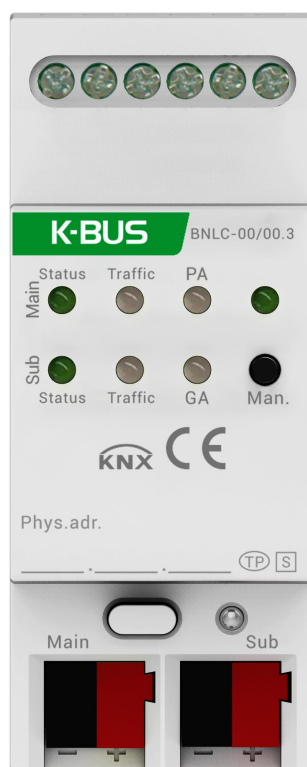 K-BUS BNLC-00/00.3
Main Status Traffic PA
Sub Status Traffic GA Man.
KNX CE
Phys.adr.
TP S
Main Sub
- + - +